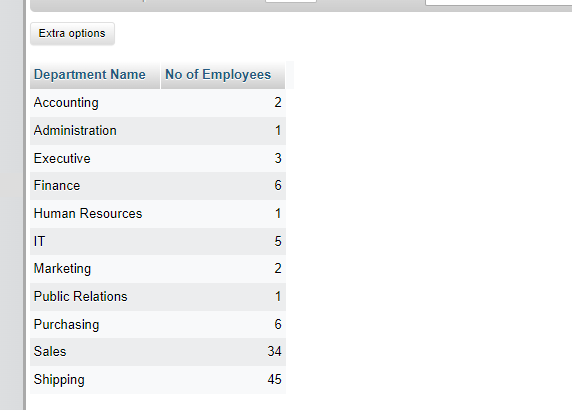 Extra options
Department Name No of Employees
Accounting 2
Administration 1
Executive 3
Finance 6
Human Resources 1
IT 5
Marketing 2
Public Relations 1
Purchasing 6
Sales 34
Shipping 45